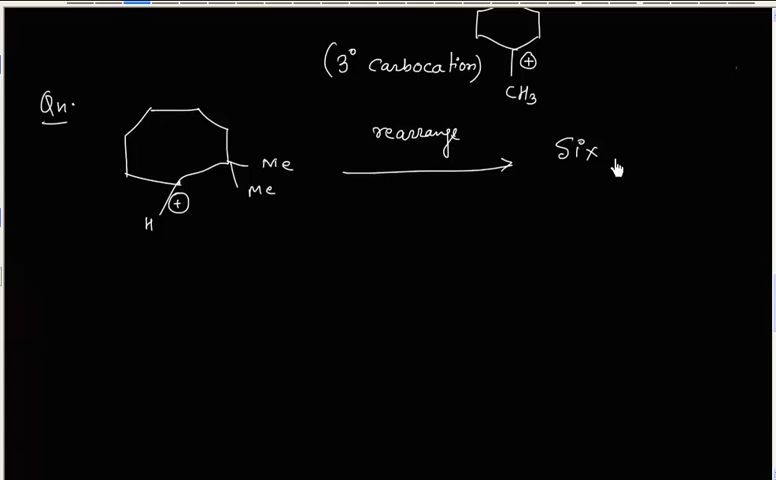 (3° carbocation)
⊕
CH3
Qn.
rearrange
Six
Me
Me
⊕
H